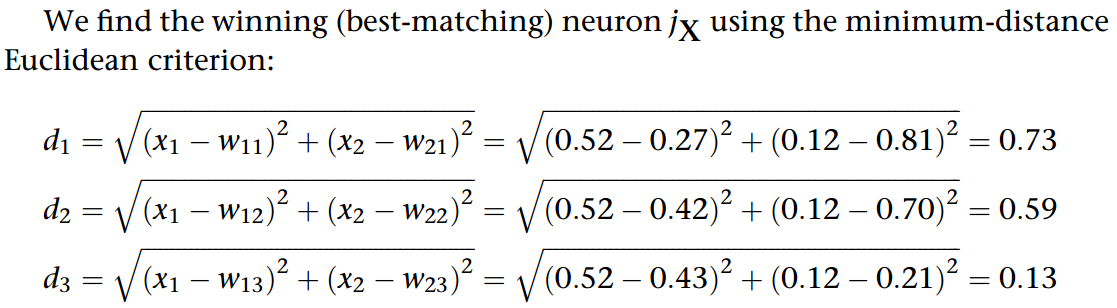 We find the winning (best-matching) neuron j_X using the minimum-distance
Euclidean criterion:
d₁ = √((x₁ − w₁₁)² + (x₂ − w₂₁)²) = √((0.52 − 0.27)² + (0.12 − 0.81)²) = 0.73
d₂ = √((x₁ − w₁₂)² + (x₂ − w₂₂)²) = √((0.52 − 0.42)² + (0.12 − 0.70)²) = 0.59
d₃ = √((x₁ − w₁₃)² + (x₂ − w₂₃)²) = √((0.52 − 0.43)² + (0.12 − 0.21)²) = 0.13